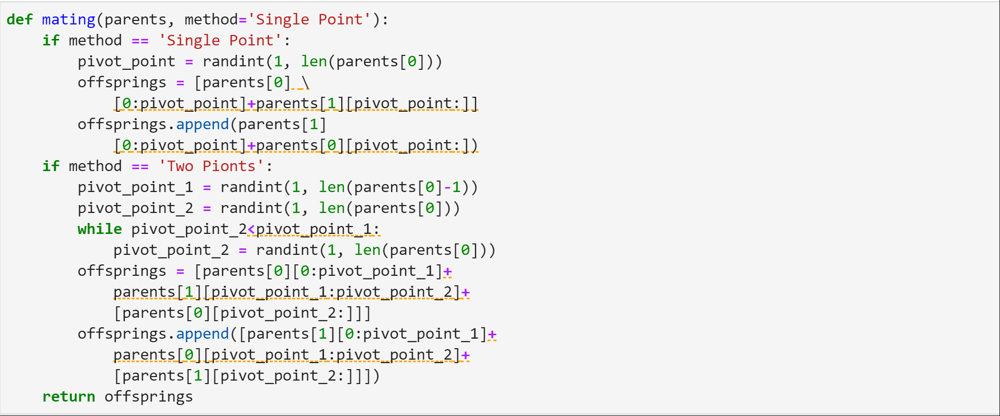 def mating(parents, method='Single Point'):
    if method == 'Single Point':
        pivot_point = randint(1, len(parents[0]))
        offsprings = [parents[0] \
            [0:pivot_point]+parents[1][pivot_point:]]
        offsprings.append(parents[1]
            [0:pivot_point]+parents[0][pivot_point:])
    if method == 'Two Pionts':
        pivot_point_1 = randint(1, len(parents[0]-1))
        pivot_point_2 = randint(1, len(parents[0]))
        while pivot_point_2<pivot_point_1:
            pivot_point_2 = randint(1, len(parents[0]))
        offsprings = [parents[0][0:pivot_point_1]+
            parents[1][pivot_point_1:pivot_point_2]+
            [parents[0][pivot_point_2:]]]
        offsprings.append([parents[1][0:pivot_point_1]+
            parents[0][pivot_point_1:pivot_point_2]+
            [parents[1][pivot_point_2:]]])
    return offsprings